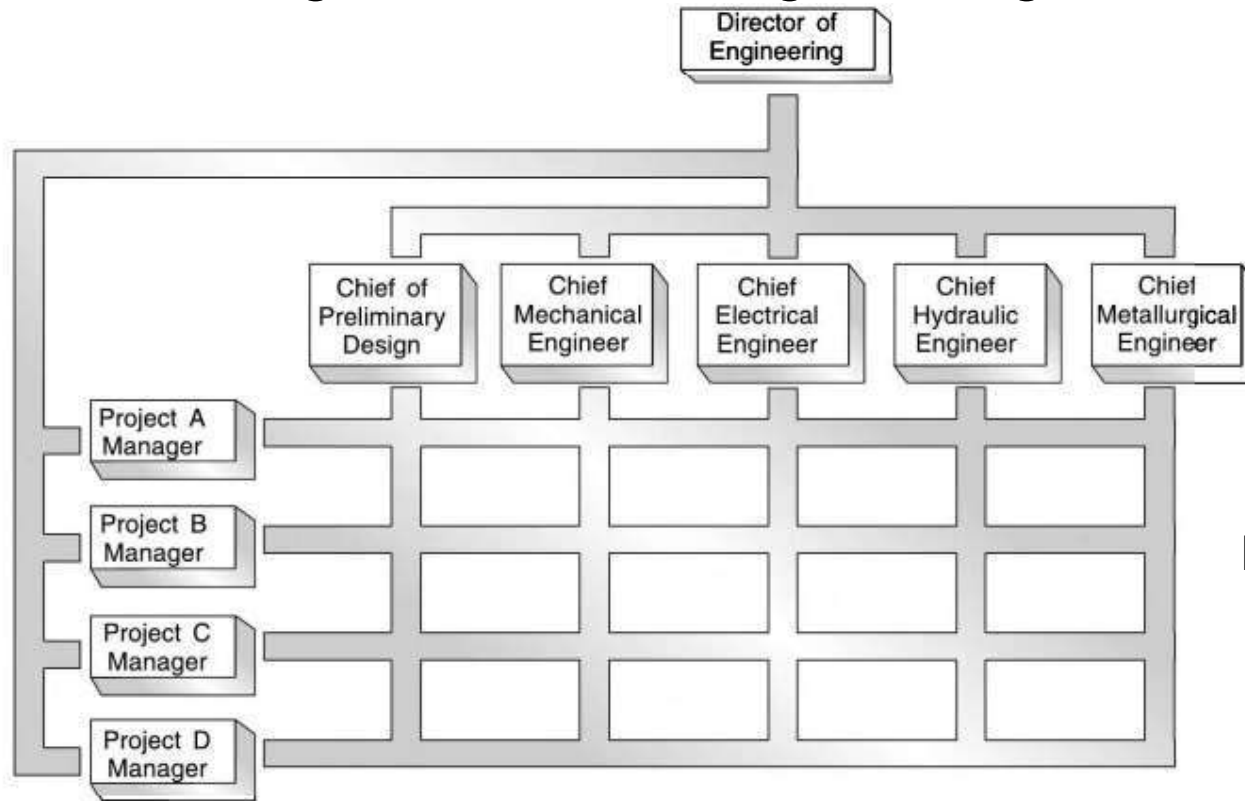 Director of
Engineering
Chief of
Preliminary
Design
Chief
Mechanical
Engineer
Chief
Electrical
Engineer
Chief
Hydraulic
Engineer
Chief
Metallurgical
Engineer
Project A
Manager
Project B
Manager
Project C
Manager
Project D
Manager